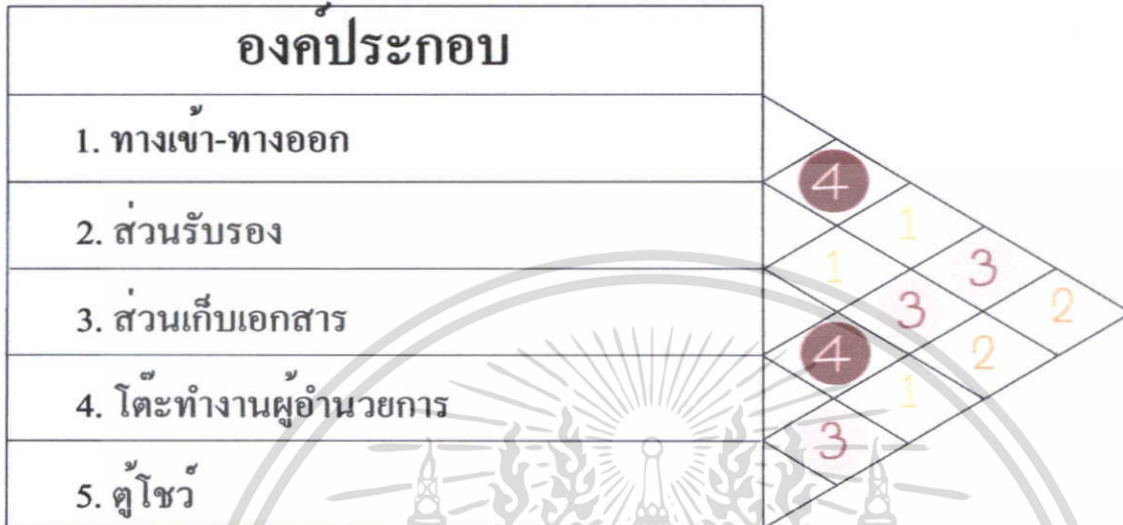 องค์ประกอบ
1. ทางเข้า-ทางออก
2. ส่วนรับรอง
3. ส่วนเก็บเอกสาร
4. โต๊ะทำงานผู้อำนวยการ
5. ตู้โชว์
4
1
1
3
3
2
4
2
1
3